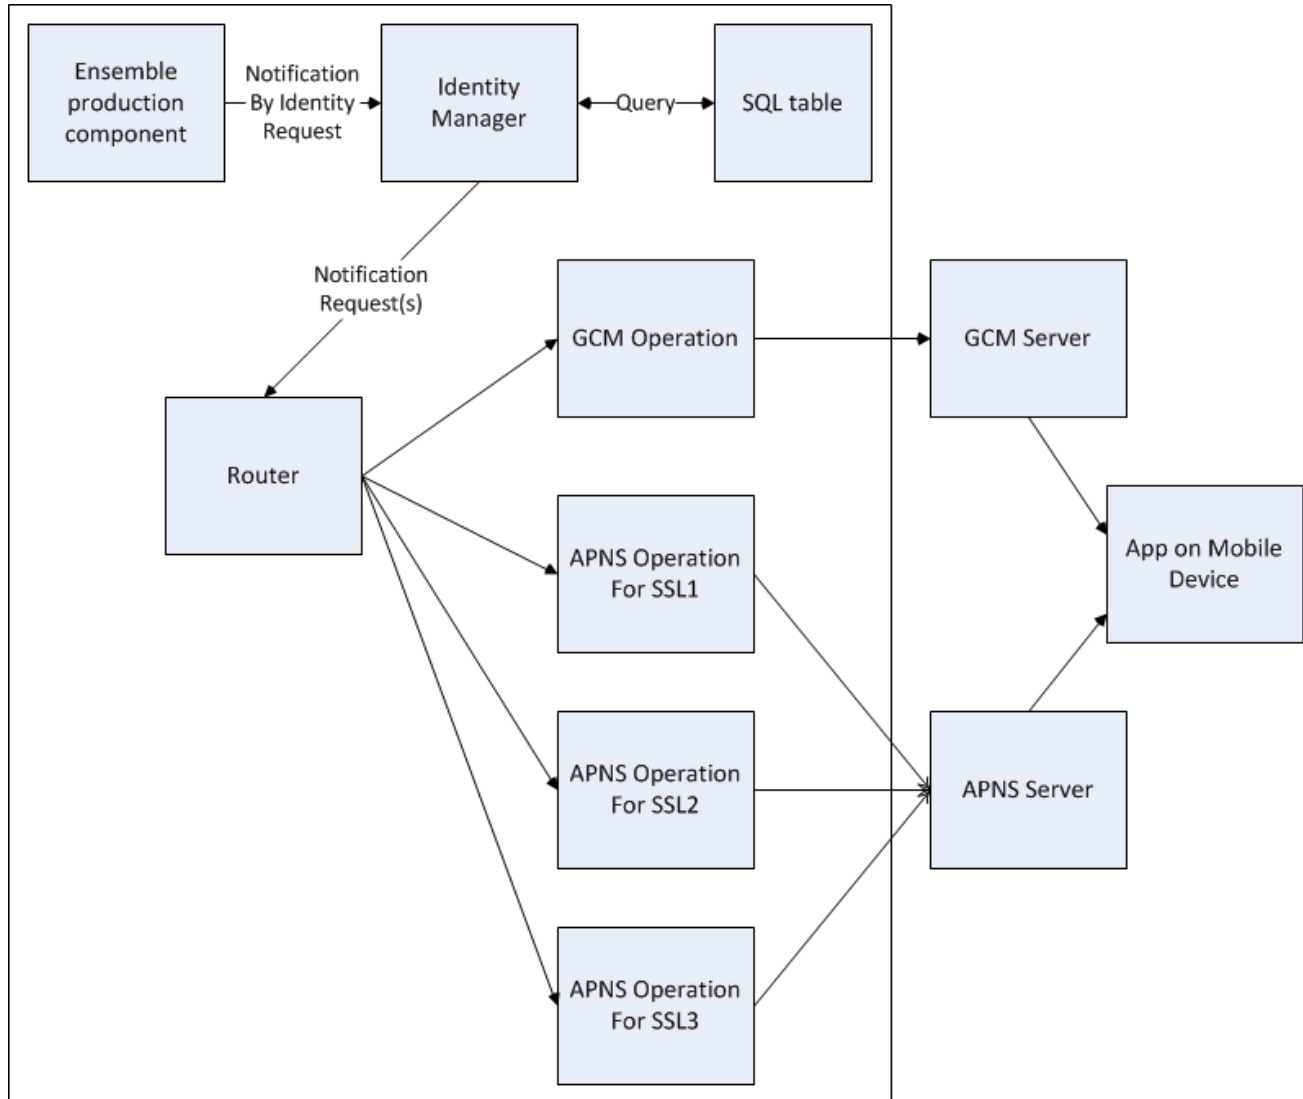 Ensemble
production
component
Notification
By Identity
Request
Identity
Manager
Query
SQL table
Notification
Request(s)
GCM Operation
GCM Server
Router
APNS Operation
For SSL1
App on Mobile
Device
APNS Operation
For SSL2
APNS Server
APNS Operation
For SSL3